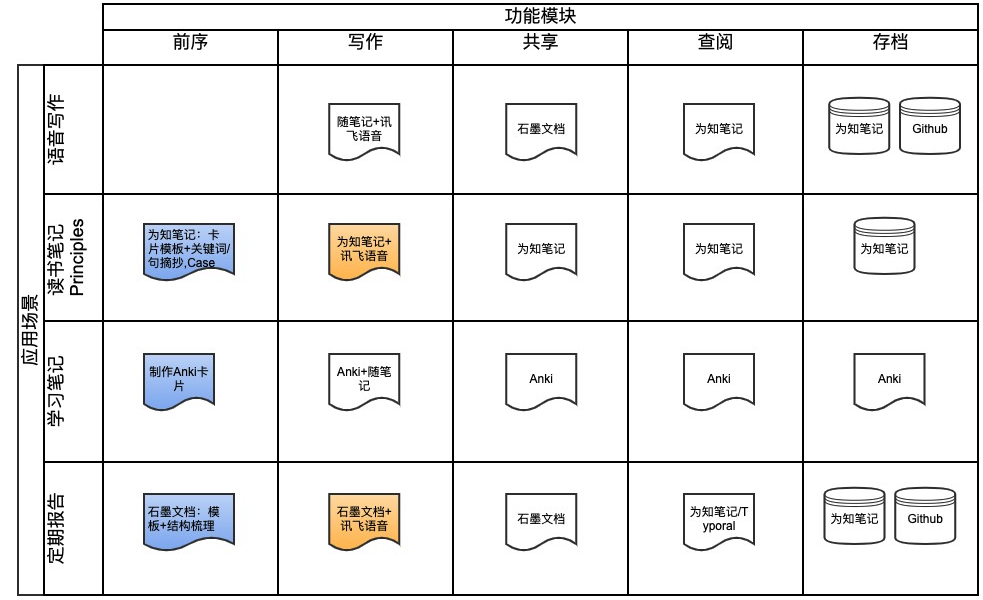 功能模块
前序
写作
共享
查阅
存档
应用场景
语音写作
随笔记+讯
飞语音
石墨文档
为知笔记
为知笔记
Github
读书笔记
Principles
为知笔记：卡
片模板+关键词/
句摘抄,Case
为知笔记+
讯飞语音
为知笔记
为知笔记
为知笔记
学习笔记
制作Anki卡
片
Anki+随笔
记
Anki
Anki
Anki
定期报告
石墨文档：模
板+结构梳理
石墨文档+
讯飞语音
石墨文档
为知笔记/T
yporal
为知笔记
Github